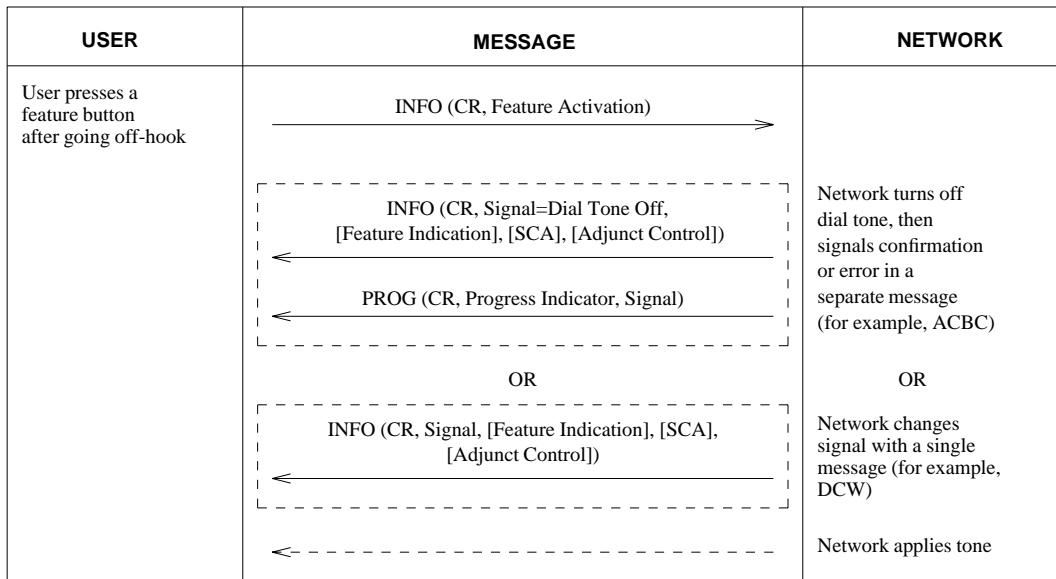 USER
MESSAGE
NETWORK
User presses a
feature button
after going off-hook
INFO (CR, Feature Activation)
INFO (CR, Signal=Dial Tone Off,
[Feature Indication], [SCA], [Adjunct Control])
PROG (CR, Progress Indicator, Signal)
Network turns off
dial tone, then
signals confirmation
or error in a
separate message
(for example, ACBC)
OR
OR
INFO (CR, Signal, [Feature Indication], [SCA],
[Adjunct Control])
Network changes
signal with a single
message (for example,
DCW)
Network applies tone